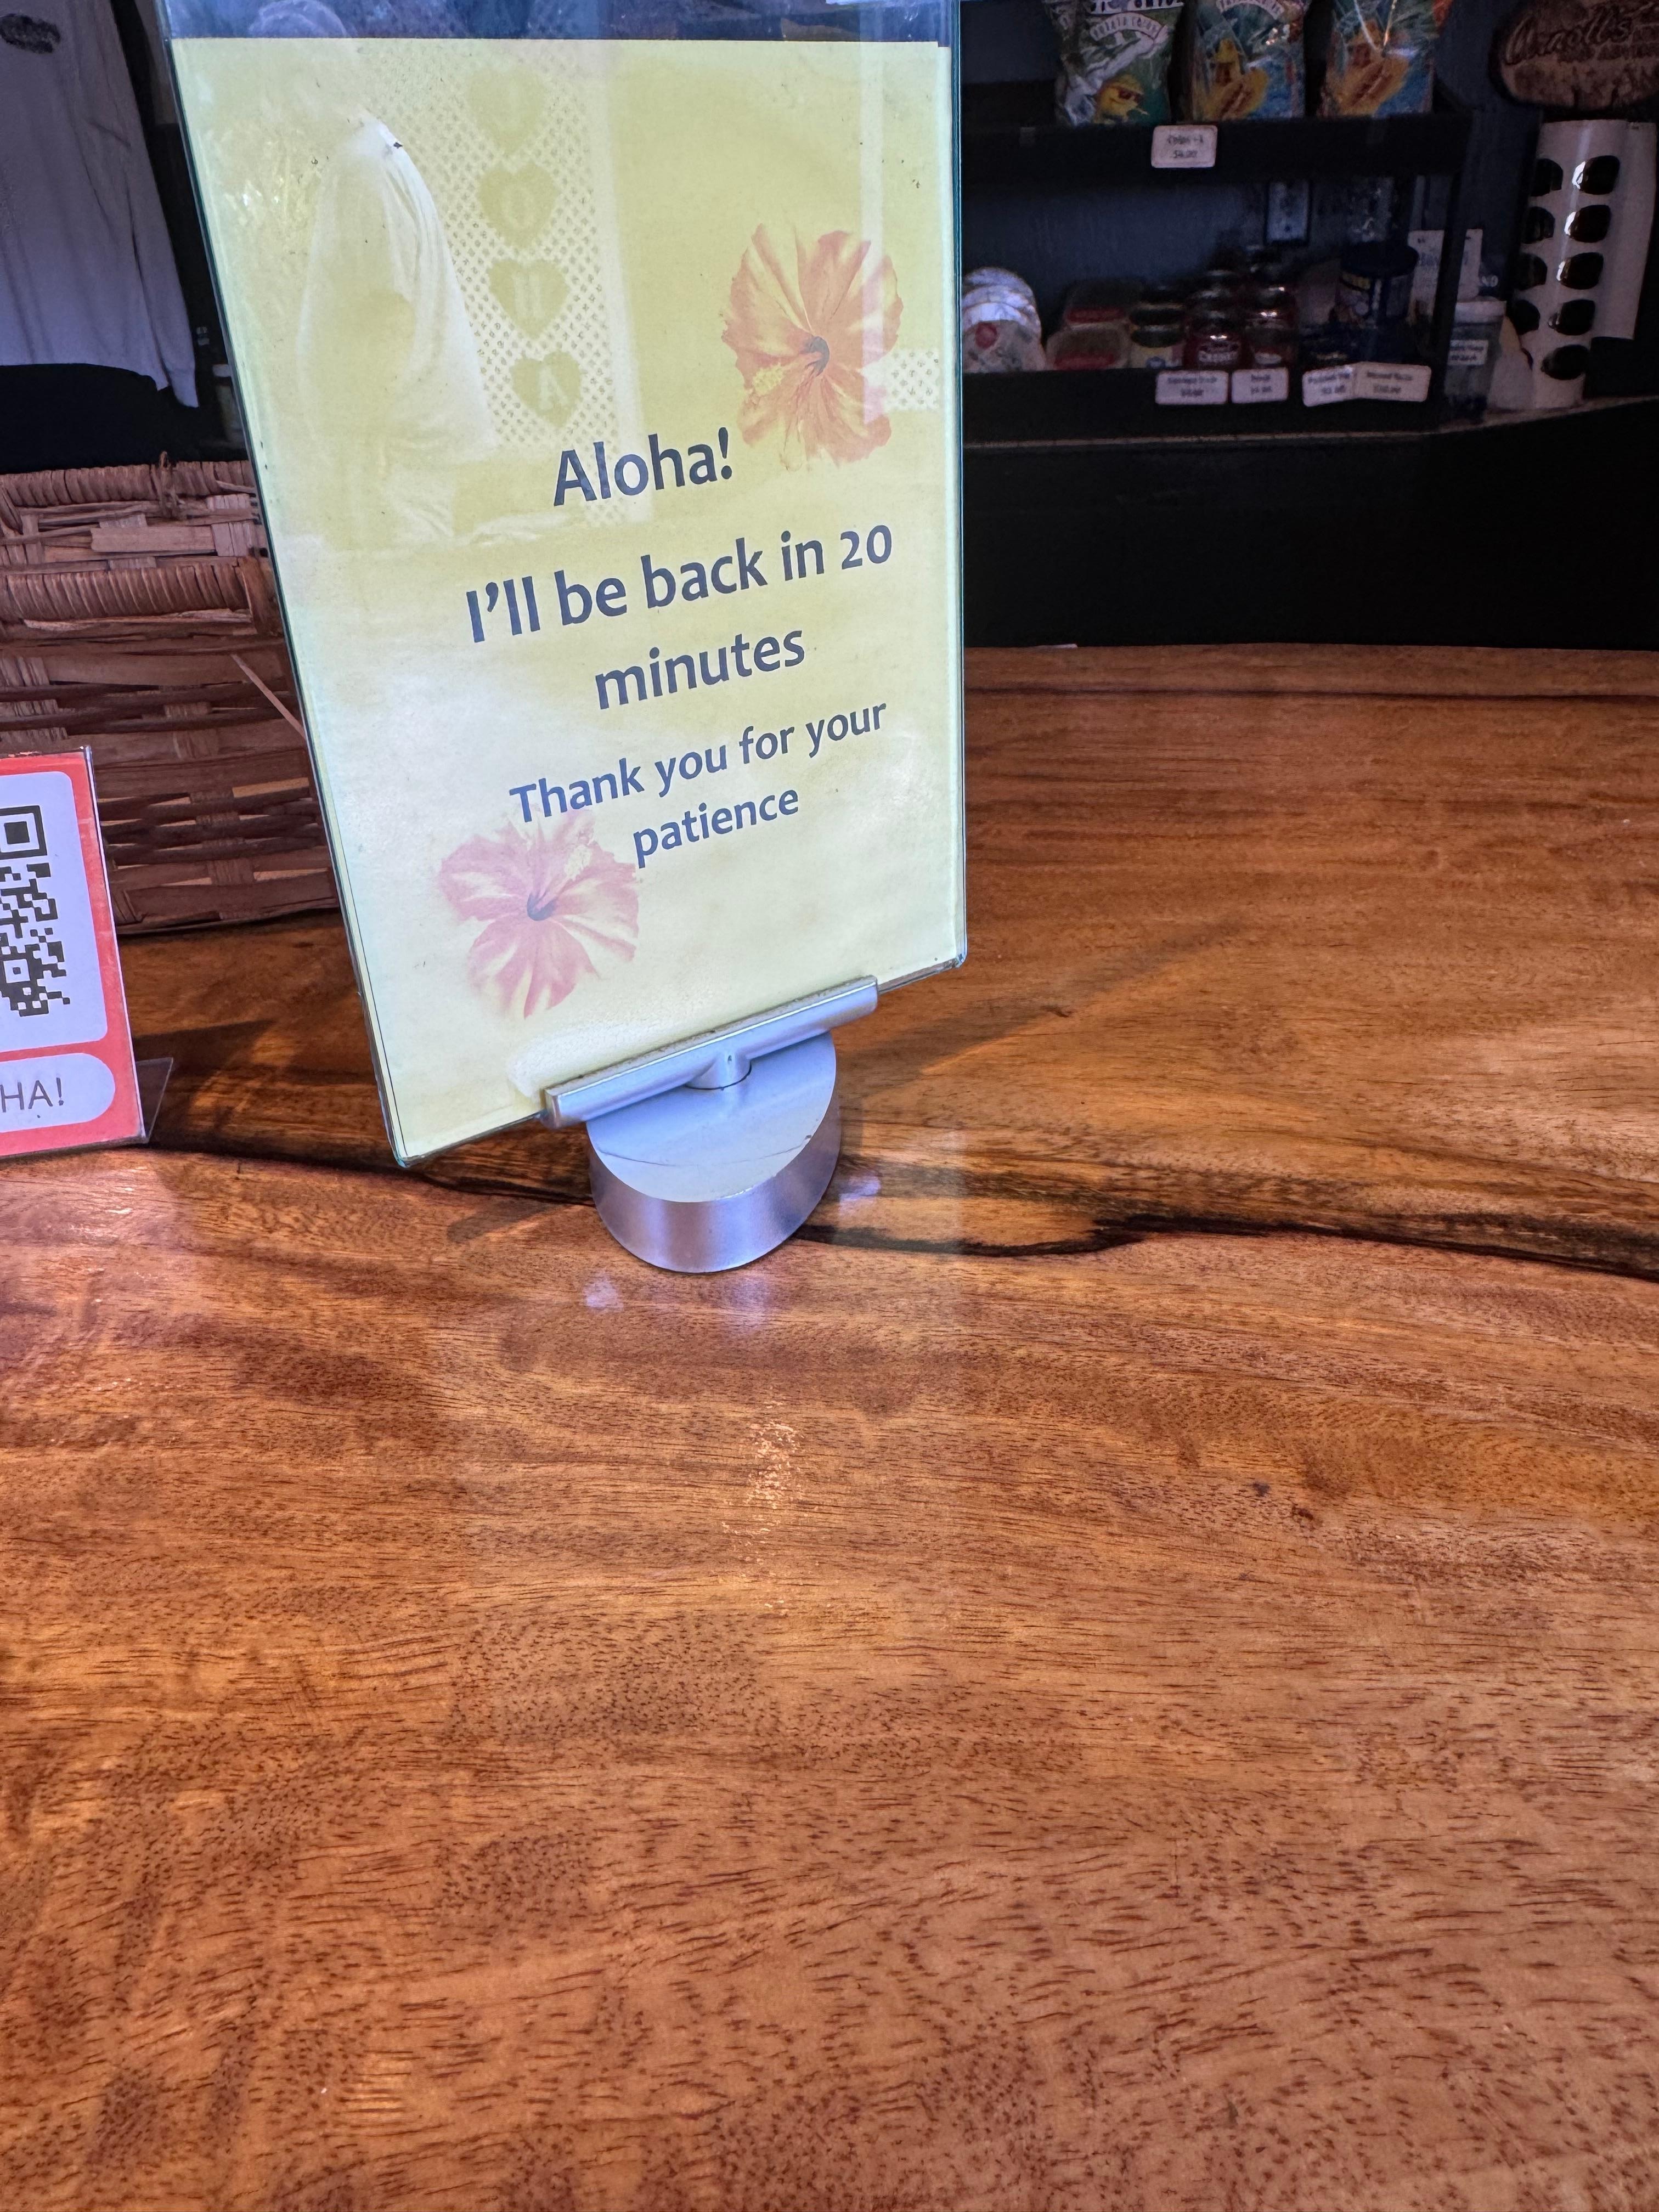 Aloha!
I'll be back in 20
minutes
Thank you for your
patience
HA!